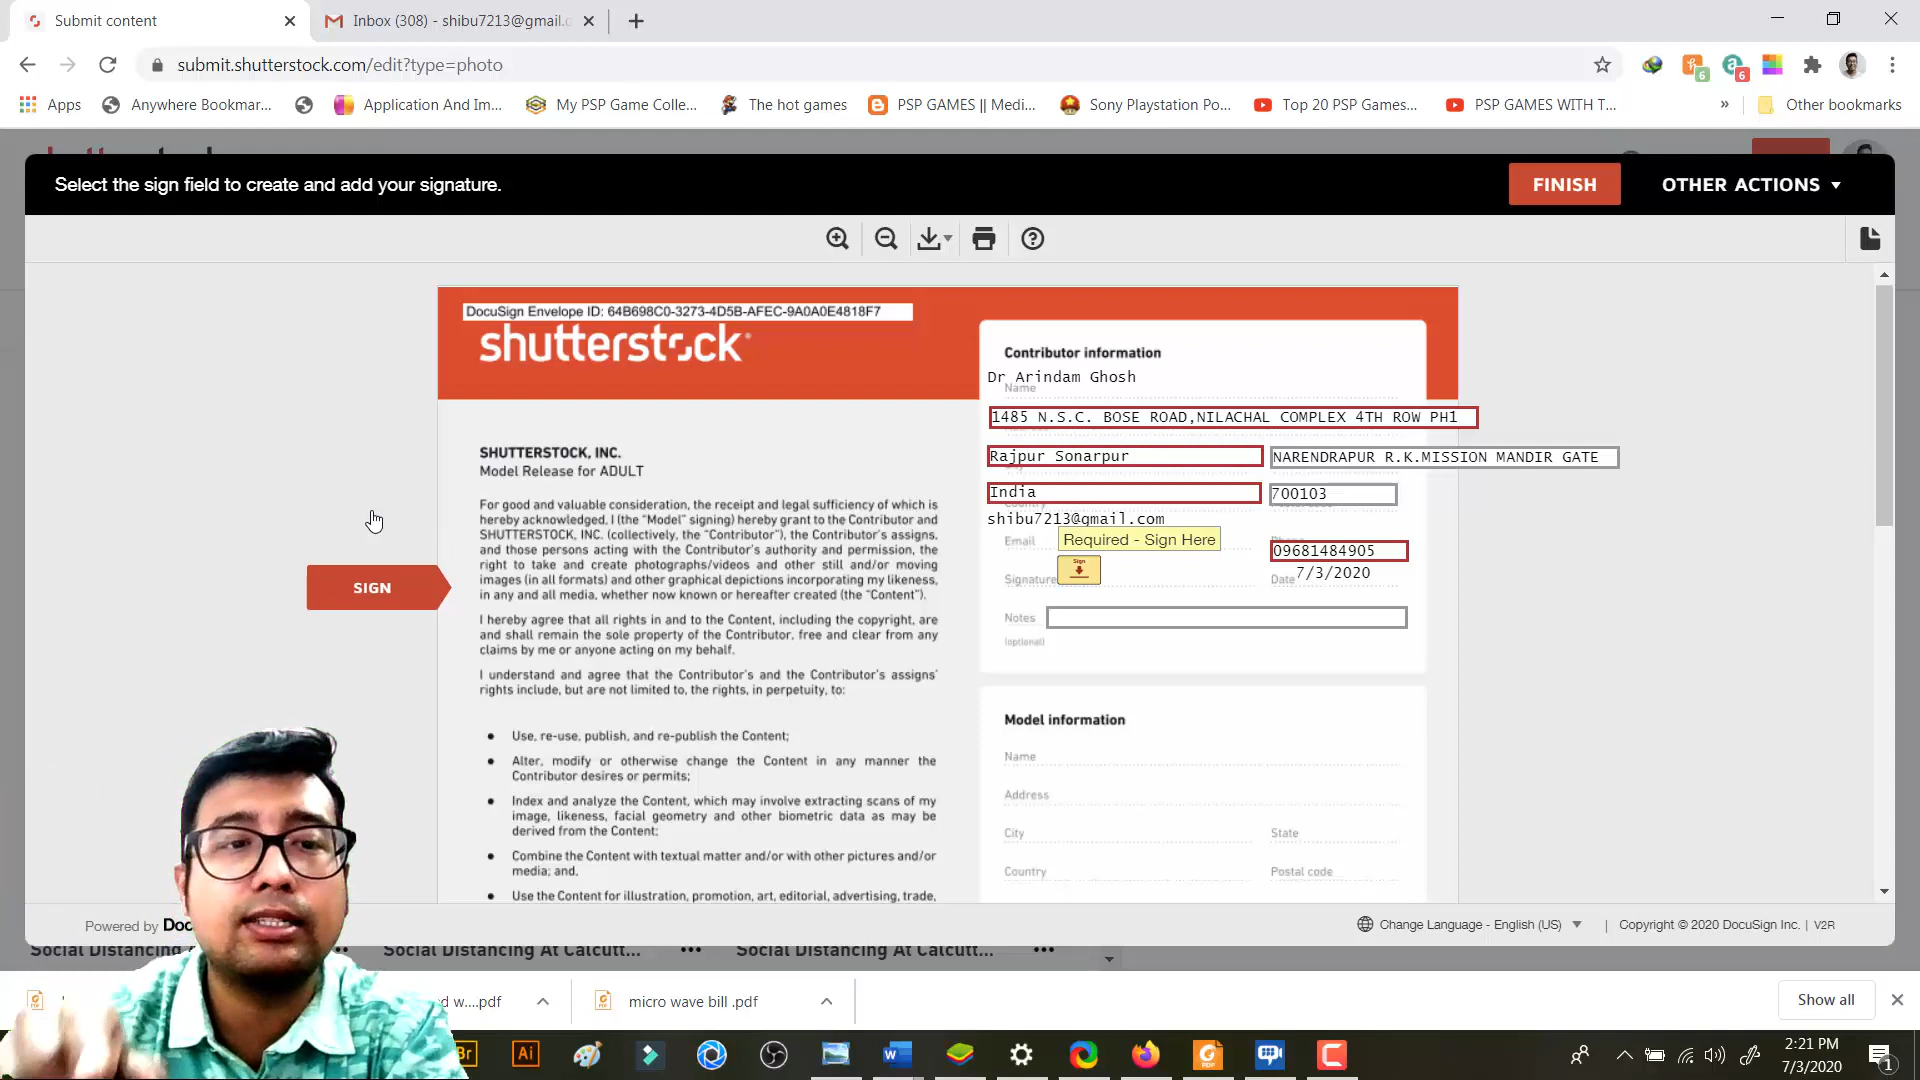 Submit content
Inbox (308) - shibu7213@gmail.c
submit.shutterstock.com/edit?type=photo
6
6
Apps
Anywhere Bookmar...
Application And Im...
My PSP Game Colle...
The hot games
PSP GAMES || Medi...
Sony Playstation Po...
Top 20 PSP Games...
PSP GAMES WITH T...
»
Other bookmarks
Select the sign field to create and add your signature.
FINISH
OTHER ACTIONS
DocuSign Envelope ID: 64B698C0-3273-4D5B-AFEC-9A0A0E4818F7
shutterstock
SHUTTERSTOCK, INC.
Model Release for ADULT
For good and valuable consideration, the receipt and legal sufficiency of which is
hereby acknowledged, I (the “Model” signing) hereby grant to the Contributor and
SHUTTERSTOCK, INC. (collectively, the “Contributor”), the Contributor’s assigns,
and those persons acting with the Contributor’s authority and permission, the
right to take and create photographs/videos and other still and/or moving
images (in all formats) and other graphical depictions incorporating my likeness,
in any and all media, whether now known or hereafter created (the “Content”).
I hereby agree that all rights in and to the Content, including the copyright, are
and shall remain the sole property of the Contributor, free and clear from any
claims by me or anyone acting on my behalf.
I understand and agree that the Contributor’s and the Contributor’s assigns’
rights include, but are not limited to, the rights, in perpetuity, to:
● Use, re-use, publish, and re-publish the Content;
● Alter, modify or otherwise change the Content in any manner the
Contributor desires or permits;
● Index and analyze the Content, which may involve extracting scans of my
image, likeness, facial geometry and other biometric data as may be
derived from the Content;
● Combine the Content with textual matter and/or with other pictures and/or
media; and,
● Use the Content for illustration, promotion, art, editorial, advertising, trade,
SIGN
Contributor information
Dr Arindam Ghosh
Name
1485 N.S.C. BOSE ROAD,NILACHAL COMPLEX 4TH ROW PH1
Rajpur Sonarpur
NARENDRAPUR R.K.MISSION MANDIR GATE
India
700103
shibu7213@gmail.com
Email
Required - Sign Here
09681484905
Signature
Sign
Date
7/3/2020
Notes
(optional)
Model information
Name
Address
City
State
Country
Postal code
Powered by Doc
Change Language - English (US)
Copyright © 2020 DocuSign Inc. | V2R
Social Distancing
Social Distancing At Calcutt...
Social Distancing At Calcutt...
d w....pdf
micro wave bill .pdf
Show all
Br
Ai
2:21 PM
7/3/2020
1